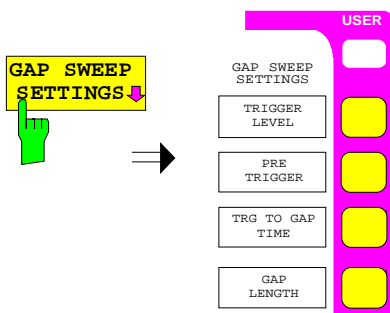 USER
GAP SWEEP
SETTINGS
GAP SWEEP
SETTINGS
TRIGGER
LEVEL
PRE
TRIGGER
TRG TO GAP
TIME
GAP
LENGTH